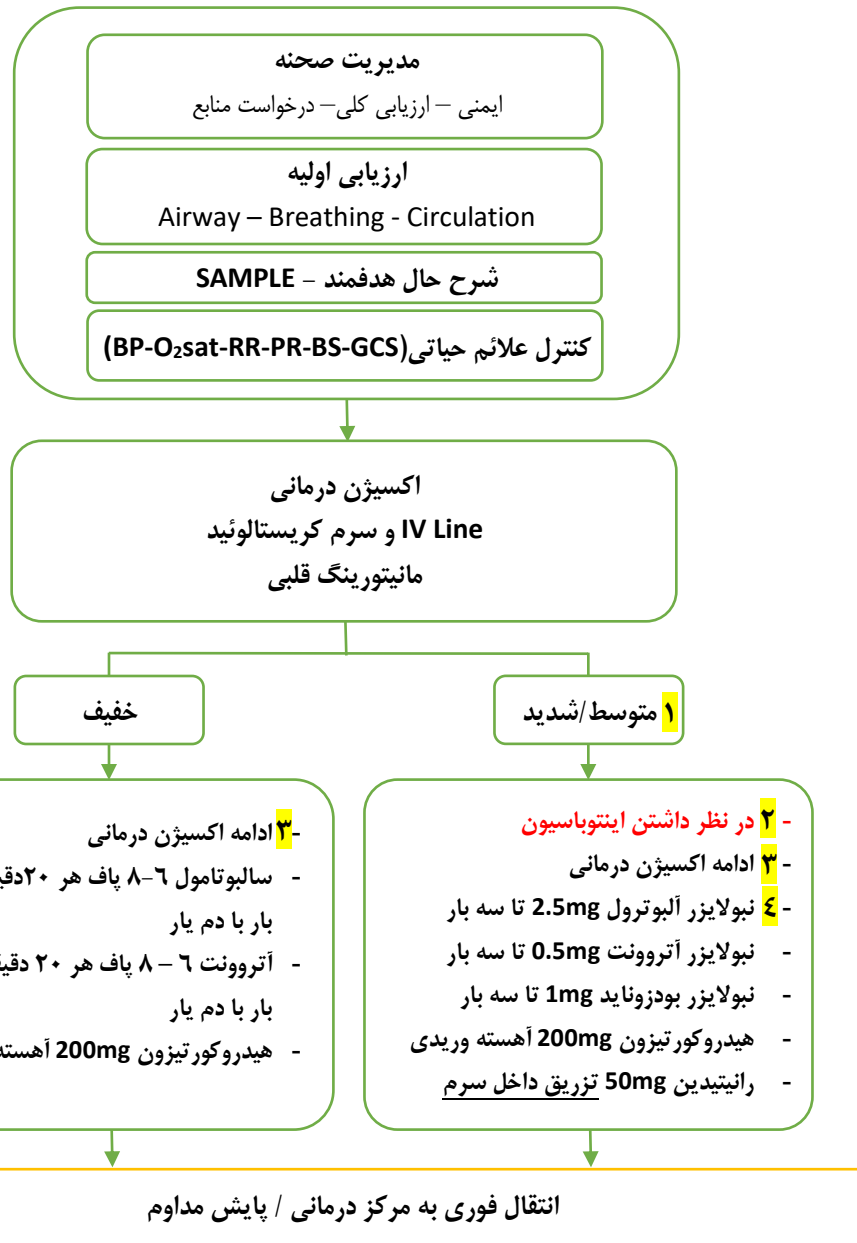 مدیریت صحنه
ایمنی – ارزیابی کلی– درخواست منابع
ارزیابی اولیه
Airway – Breathing - Circulation
شرح حال هدفمند – SAMPLE
کنترل علائم حیاتی(BP-O₂sat-RR-PR-BS-GCS)
اکسیژن درمانی
IV Line و سرم کریستالوئید
مانیتورینگ قلبی
۱ متوسط/شدید
خفیف
- ۲ در نظر داشتن اینتوباسیون
- ۳ ادامه اکسیژن درمانی
- ٤ نبولایزر آلبوترول 2.5mg تا سه بار
- نبولایزر آتروونت 0.5mg تا سه بار
- نبولایزر بودزوناید 1mg تا سه بار
- هیدروکورتیزون 200mg آهسته وریدی
- رانیتیدین 50mg تزریق داخل سرم
-۳ ادامه اکسیژن درمانی
- سالبوتامول ٦–۸ پاف هر ۲۰
بار با دم یار
- آتروونت ٦ – ۸ پاف هر ۲۰
بار با دم یار
- هیدروکورتیزون 200mg آهسته
انتقال فوری به مرکز درمانی / پایش مداوم